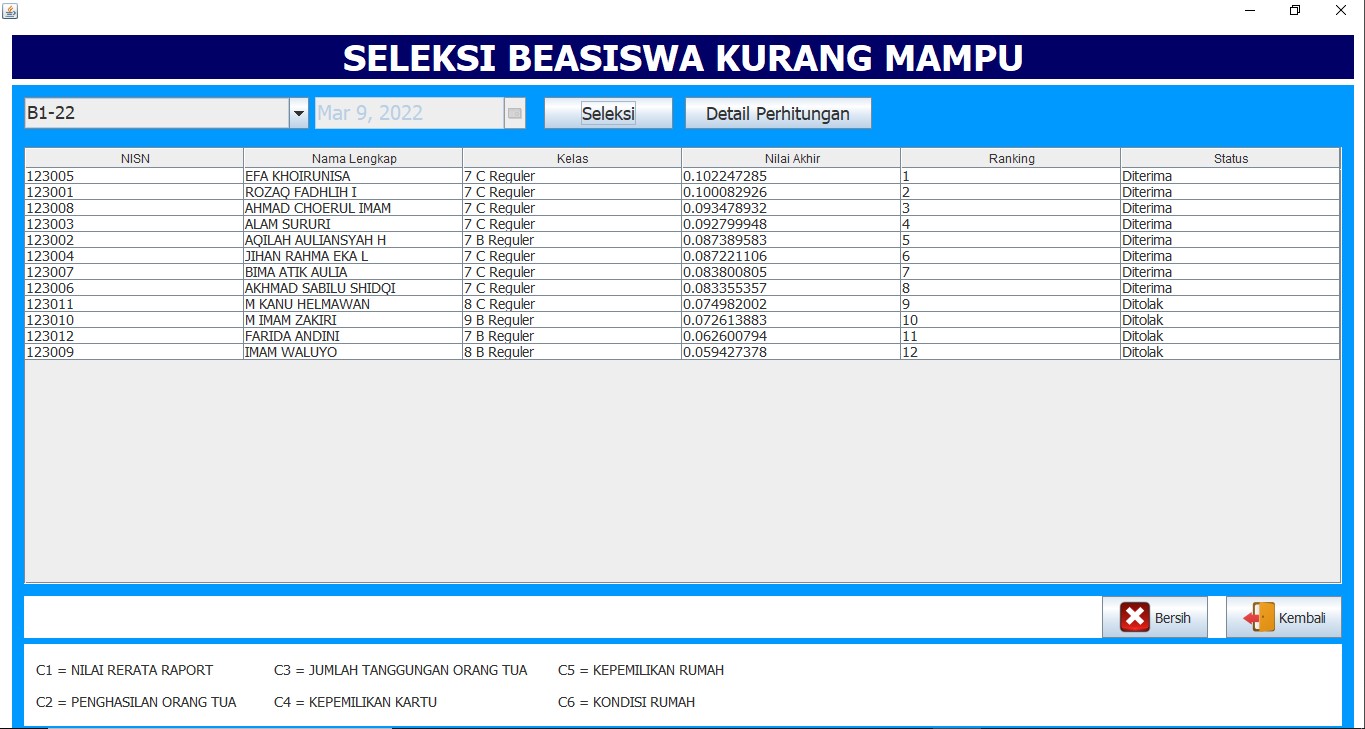 SELEKSI BEASISWA KURANG MAMPU
B1-22 Mar 9, 2022 Seleksi Detail Perhitungan
NISN Nama Lengkap Kelas Nilai Akhir Ranking Status
123005 EFA KHOIRUNISA 7 C Reguler 0.102247285 1 Diterima
123001 ROZAQ FADHLIH I 7 C Reguler 0.100082926 2 Diterima
123008 AHMAD CHOERUL IMAM 7 C Reguler 0.093478932 3 Diterima
123003 ALAM SURURI 7 C Reguler 0.092799948 4 Diterima
123002 AQILAH AULIANSYAH H 7 B Reguler 0.087389583 5 Diterima
123004 JIHAN RAHMA EKA L 7 C Reguler 0.087221106 6 Diterima
123007 BIMA ATIK AULIA 7 C Reguler 0.083800805 7 Diterima
123006 AKHMAD SABILU SHIDQI 7 C Reguler 0.083355357 8 Diterima
123011 M KANU HELMAWAN 8 C Reguler 0.074982002 9 Ditolak
123010 M IMAM ZAKIRI 9 B Reguler 0.072613883 10 Ditolak
123012 FARIDA ANDINI 7 B Reguler 0.062600794 11 Ditolak
123009 IMAM WALUYO 8 B Reguler 0.059427378 12 Ditolak
Bersih Kembali
C1 = NILAI RERATA RAPORT C3 = JUMLAH TANGGUNGAN ORANG TUA C5 = KEPEMILIKAN RUMAH
C2 = PENGHASILAN ORANG TUA C4 = KEPEMILIKAN KARTU C6 = KONDISI RUMAH